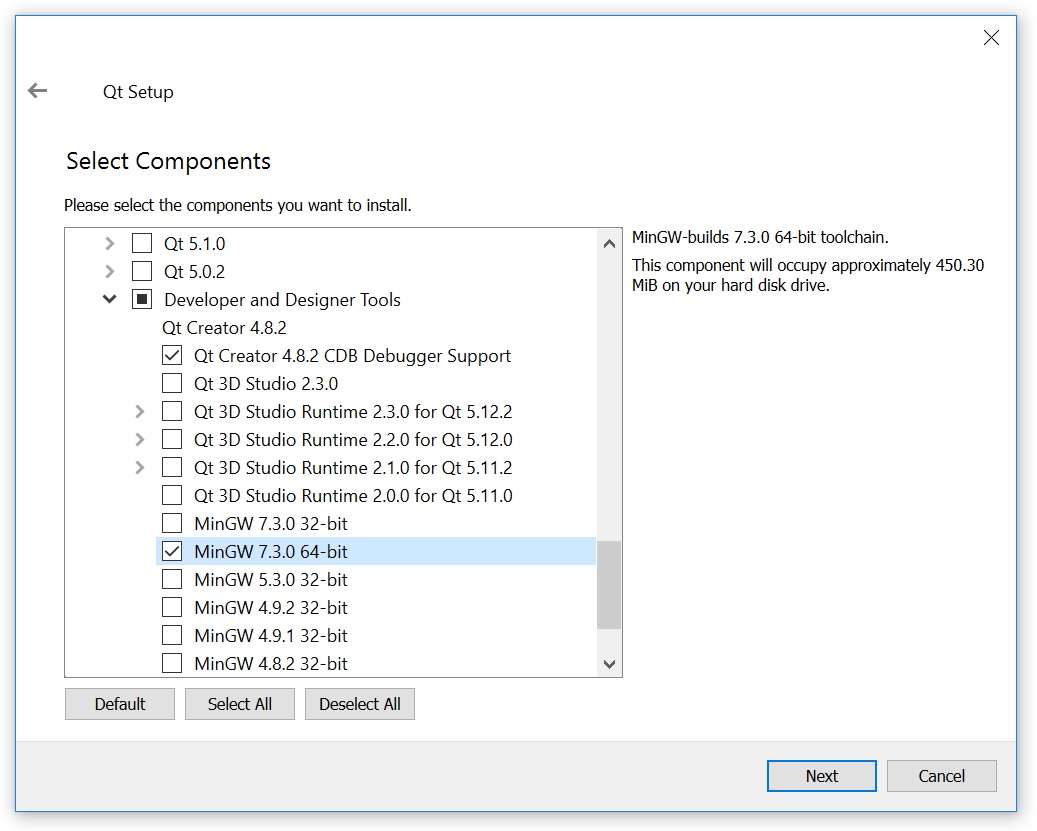 Qt Setup
Select Components
Please select the components you want to install.
Qt 5.1.0
Qt 5.0.2
Developer and Designer Tools
Qt Creator 4.8.2
Qt Creator 4.8.2 CDB Debugger Support
Qt 3D Studio 2.3.0
Qt 3D Studio Runtime 2.3.0 for Qt 5.12.2
Qt 3D Studio Runtime 2.2.0 for Qt 5.12.0
Qt 3D Studio Runtime 2.1.0 for Qt 5.11.2
Qt 3D Studio Runtime 2.0.0 for Qt 5.11.0
MinGW 7.3.0 32-bit
MinGW 7.3.0 64-bit
MinGW 5.3.0 32-bit
MinGW 4.9.2 32-bit
MinGW 4.9.1 32-bit
MinGW 4.8.2 32-bit
MinGW-builds 7.3.0 64-bit toolchain.
This component will occupy approximately 450.30
MiB on your hard disk drive.
Default
Select All
Deselect All
Next
Cancel